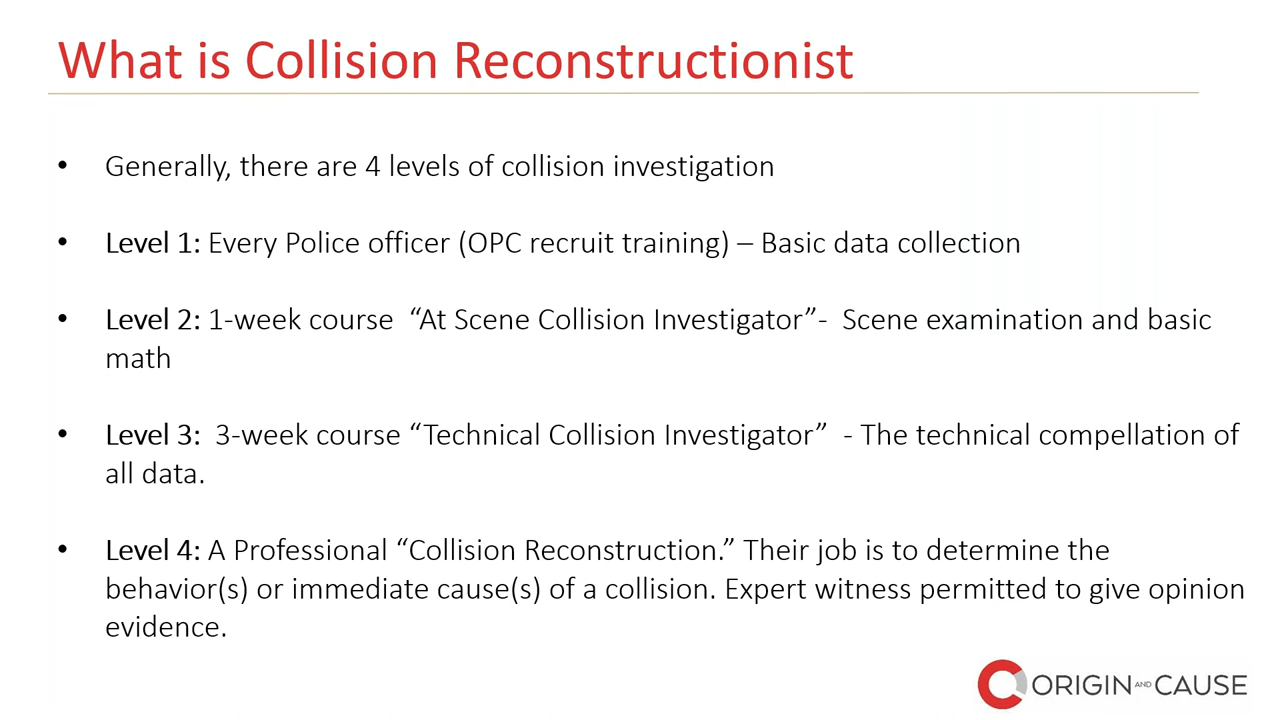 What is Collision Reconstructionist
• Generally, there are 4 levels of collision investigation
• Level 1: Every Police officer (OPC recruit training) – Basic data collection
• Level 2: 1-week course “At Scene Collision Investigator”- Scene examination and basic
math
• Level 3: 3-week course “Technical Collision Investigator” - The technical compellation of
all data.
• Level 4: A Professional “Collision Reconstruction.” Their job is to determine the
behavior(s) or immediate cause(s) of a collision. Expert witness permitted to give opinion
evidence.
ORIGIN AND CAUSE